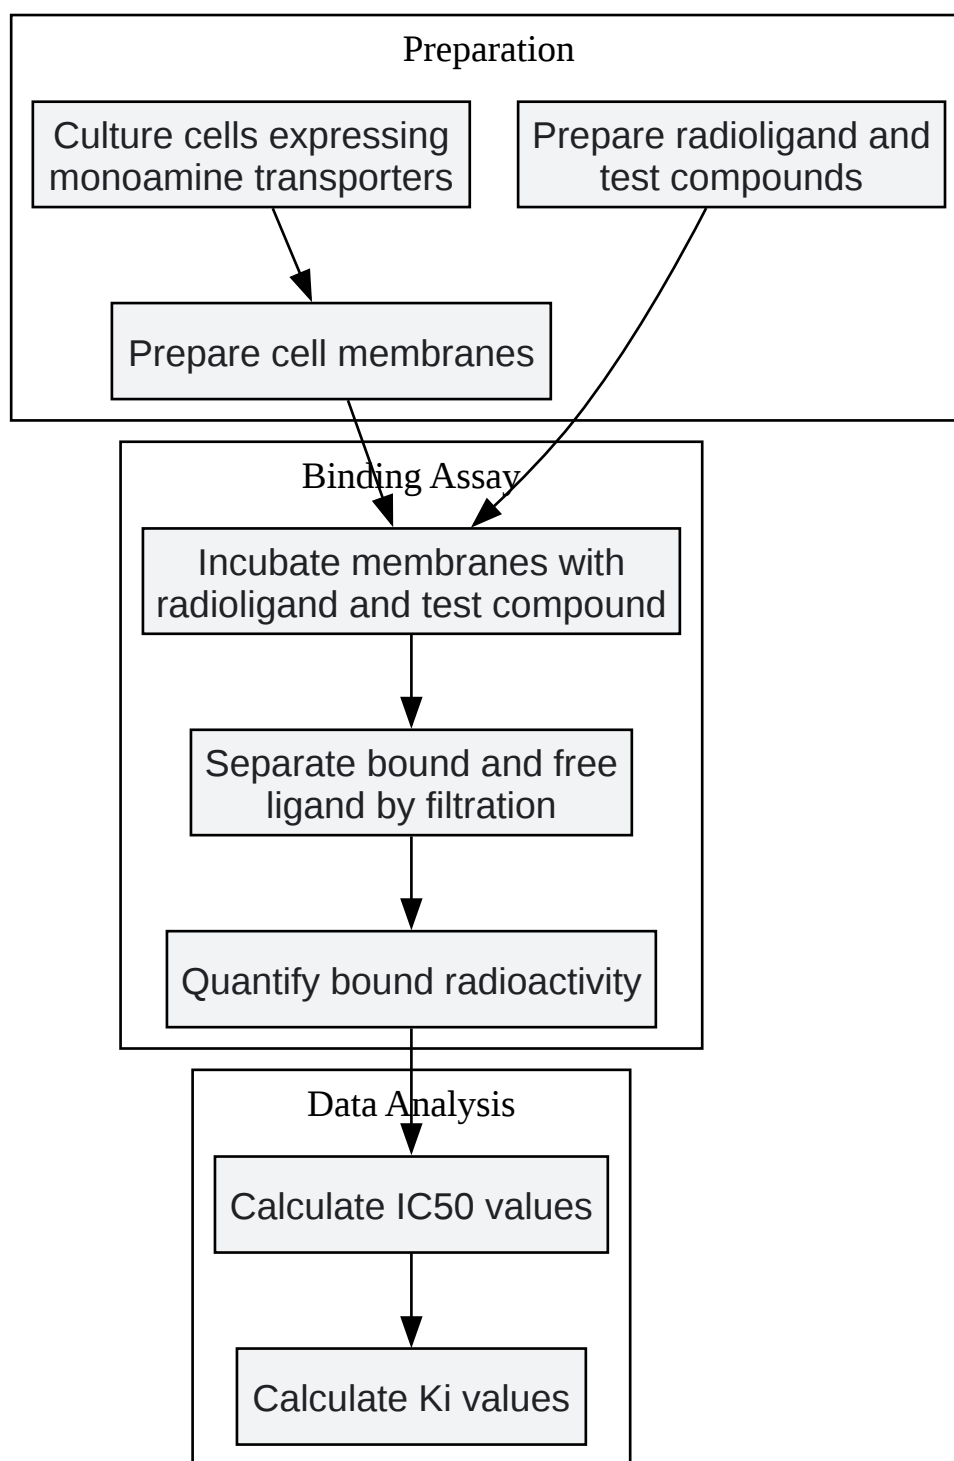 Preparation
Culture cells expressing
monoamine transporters
Prepare radioligand and
test compounds
Prepare cell membranes
Binding Assay
Incubate membranes with
radioligand and test compound
Separate bound and free
ligand by filtration
Quantify bound radioactivity
Data Analysis
Calculate IC50 values
Calculate Ki values